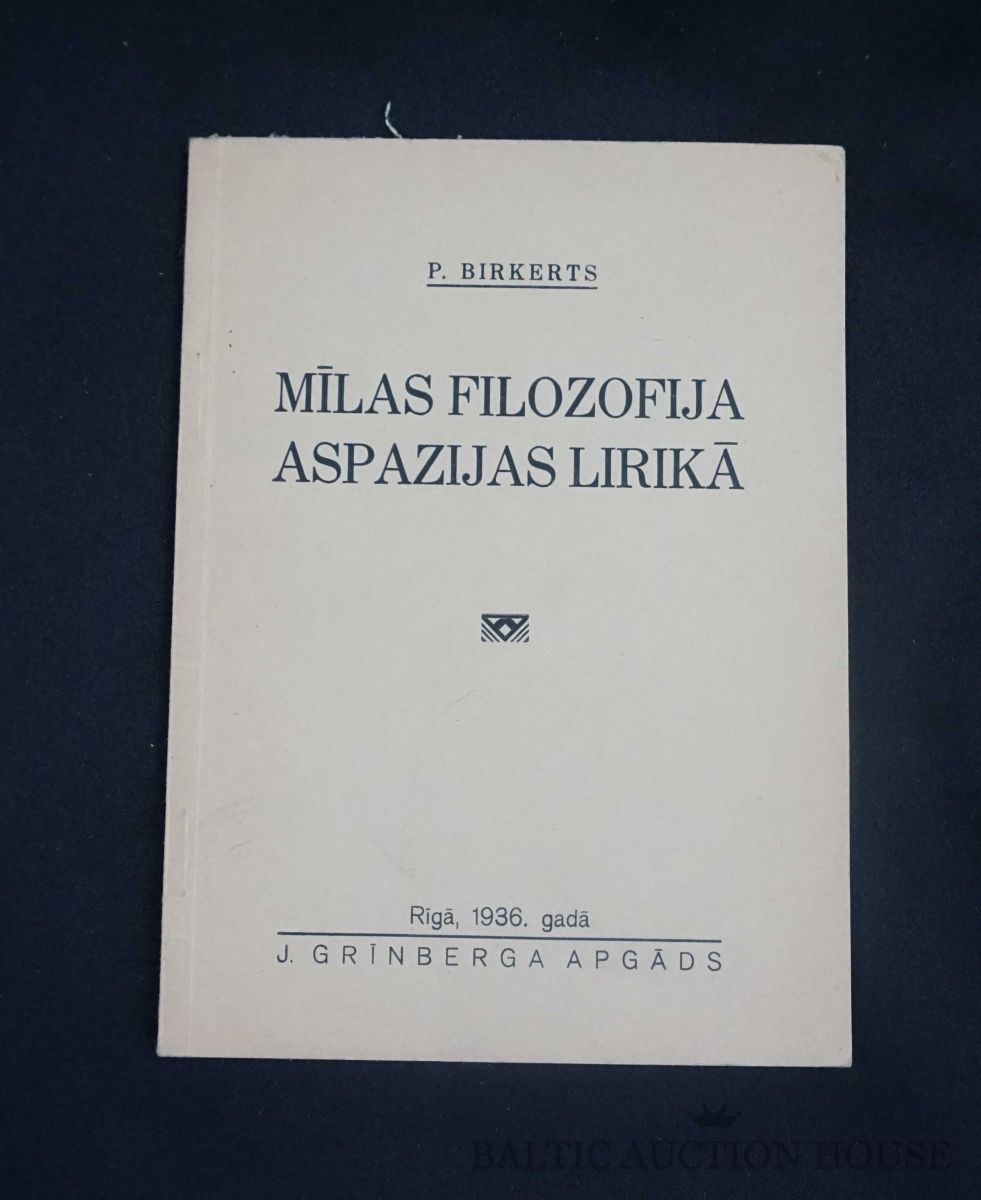 P. BIRKERTS
MĪLAS FILOZOFIJA
ASPAZIJAS LIRIKĀ
Rīgā, 1936. gadā
J. GRĪNBERGA APGĀDS
BALTIC AUCTION HOUSE